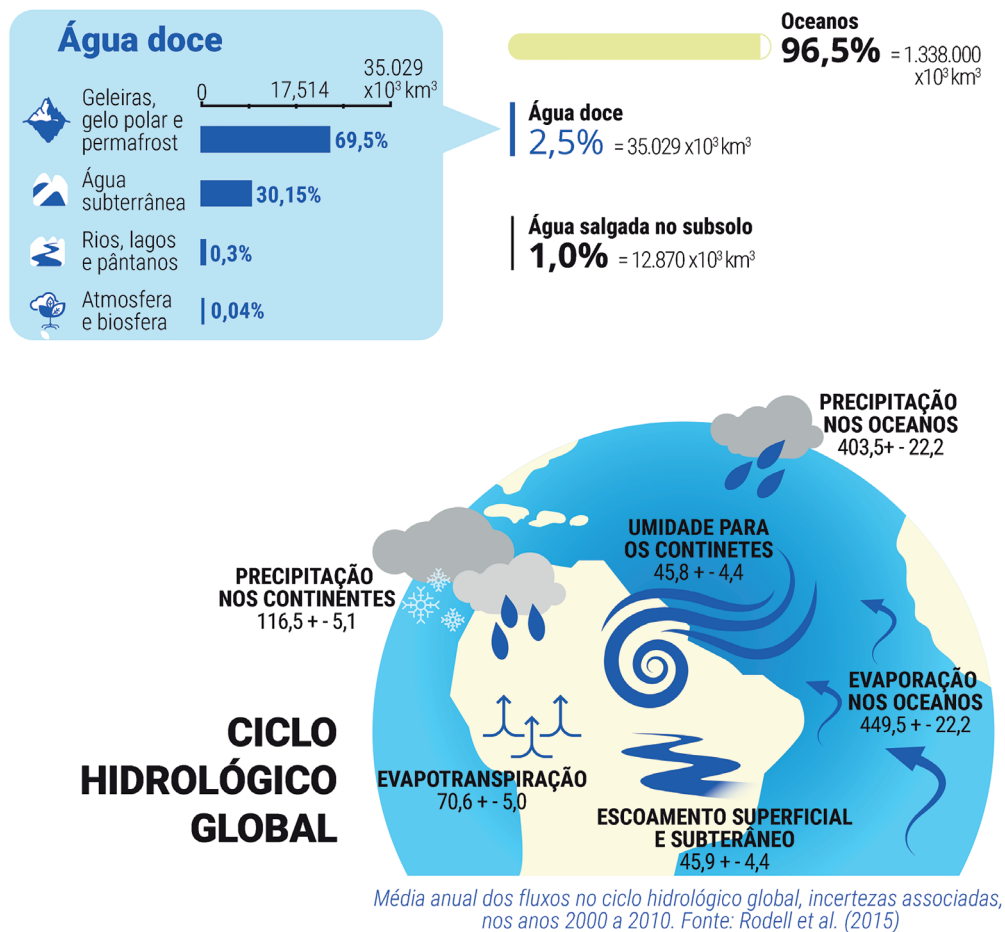 Água doce
0
17,514
35.029
x10³ km³
Geleiras,
gelo polar e
permafrost
69,5%
Água
subterrânea
30,15%
Rios, lagos
e pântanos
0,3%
Atmosfera
e biosfera
0,04%
Oceanos
96,5% = 1.338.000
x10³ km³
Água doce
2,5% = 35.029 x10³ km³
Água salgada no subsolo
1,0% = 12.870 x10³ km³
PRECIPITAÇÃO
NOS OCEANOS
403,5+ - 22,2
UMIDADE PARA
OS CONTINETES
45,8 + - 4,4
PRECIPITAÇÃO
NOS CONTINENTES
116,5 + - 5,1
EVAPORAÇÃO
NOS OCEANOS
449,5 + - 22,2
CICLO
HIDROLÓGICO
GLOBAL
EVAPOTRANSPIRAÇÃO
70,6 + - 5,0
ESCOAMENTO SUPERFICIAL
E SUBTERÂNEO
45,9 + - 4,4
Média anual dos fluxos no ciclo hidrológico global, incertezas associadas,
nos anos 2000 a 2010. Fonte: Rodell et al. (2015)